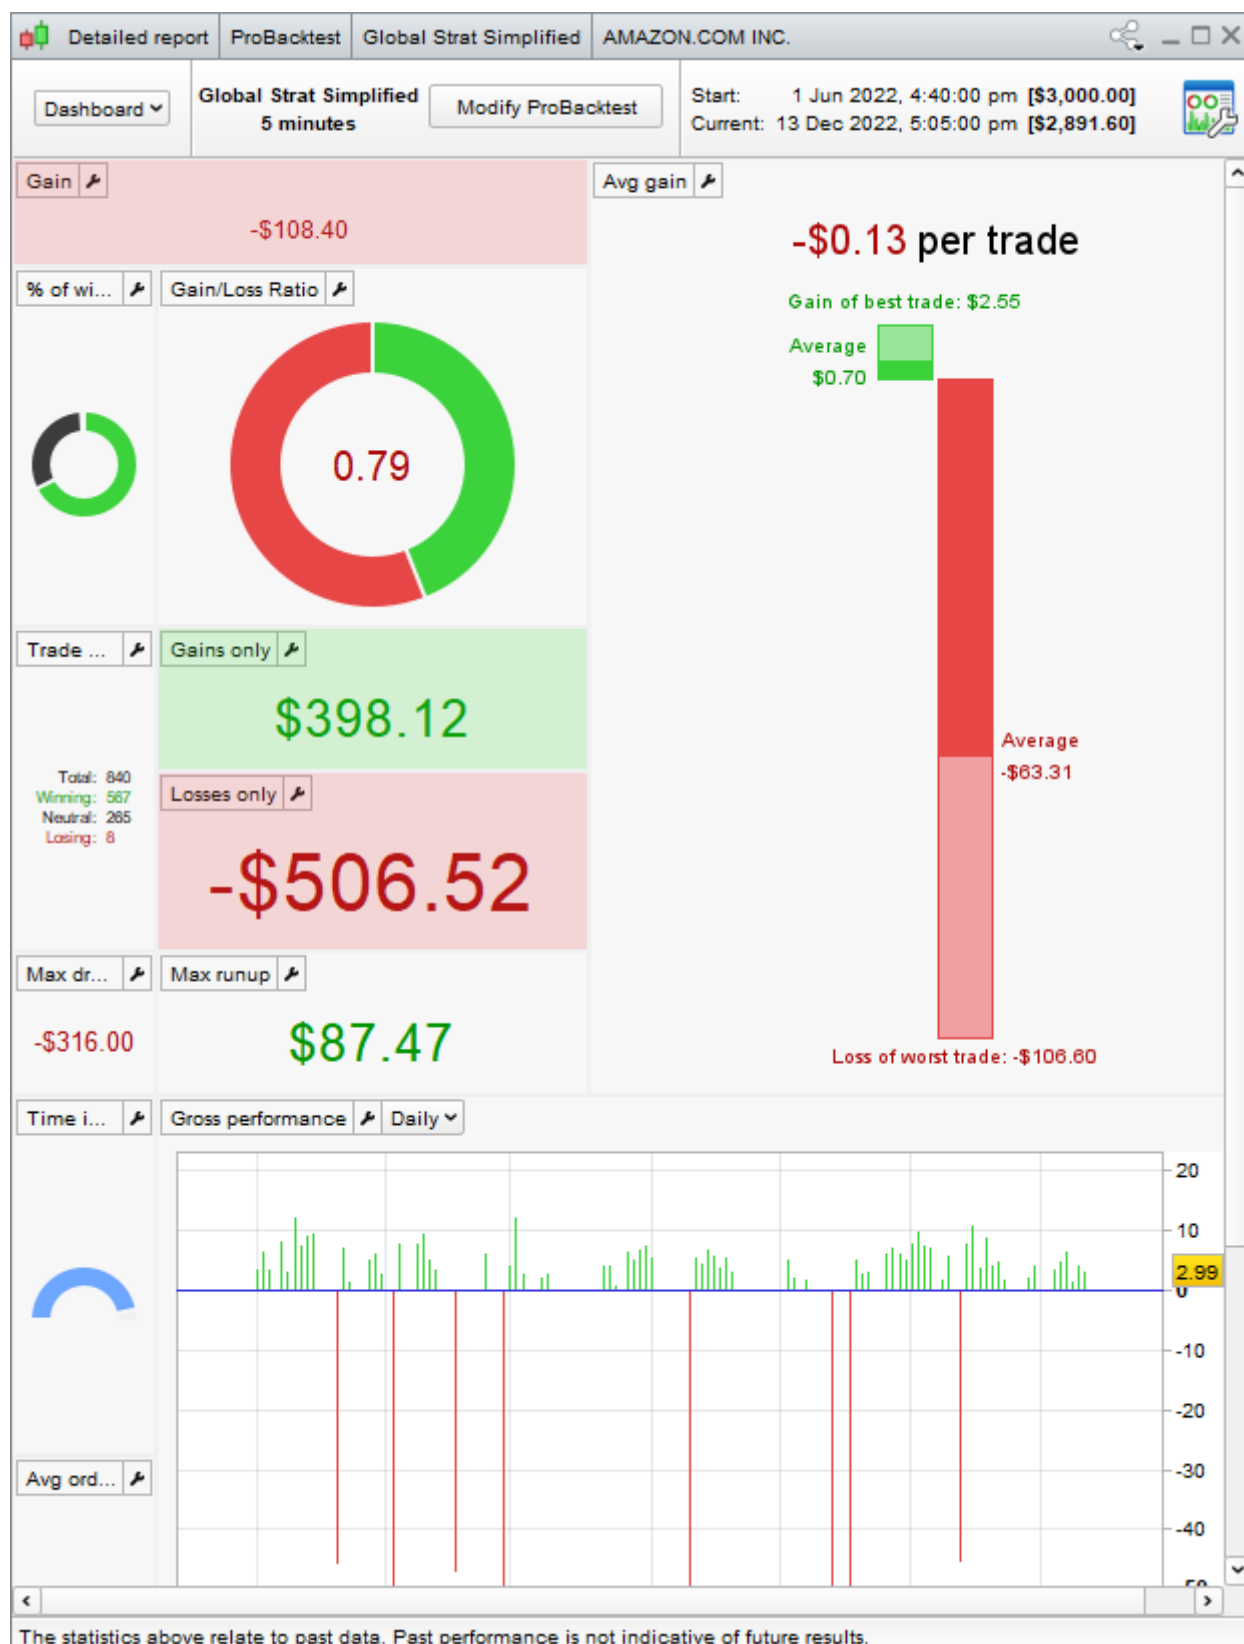 Detailed report ProBacktest Global Strat Simplified AMAZON.COM INC.
Dashboard
Global Strat Simplified
5 minutes
Modify ProBacktest
Start: 1 Jun 2022, 4:40:00 pm [$3,000.00]
Current: 13 Dec 2022, 5:05:00 pm [$2,891.60]
Gain
-$108.40
% of wi...
Gain/Loss Ratio
0.79
Avg gain
-$0.13 per trade
Gain of best trade: $2.55
Average
$0.70
Average
-$63.31
Loss of worst trade: -$106.60
Trade ...
Total: 840
Winning: 567
Neutral: 265
Losing: 8
Gains only
$398.12
Losses only
-$506.52
Max dr...
-$316.00
Max runup
$87.47
Time i...
Gross performance Daily
20
10
2.99
0
-10
-20
-30
-40
-50
Avg ord...
The statistics above relate to past data. Past performance is not indicative of future results.